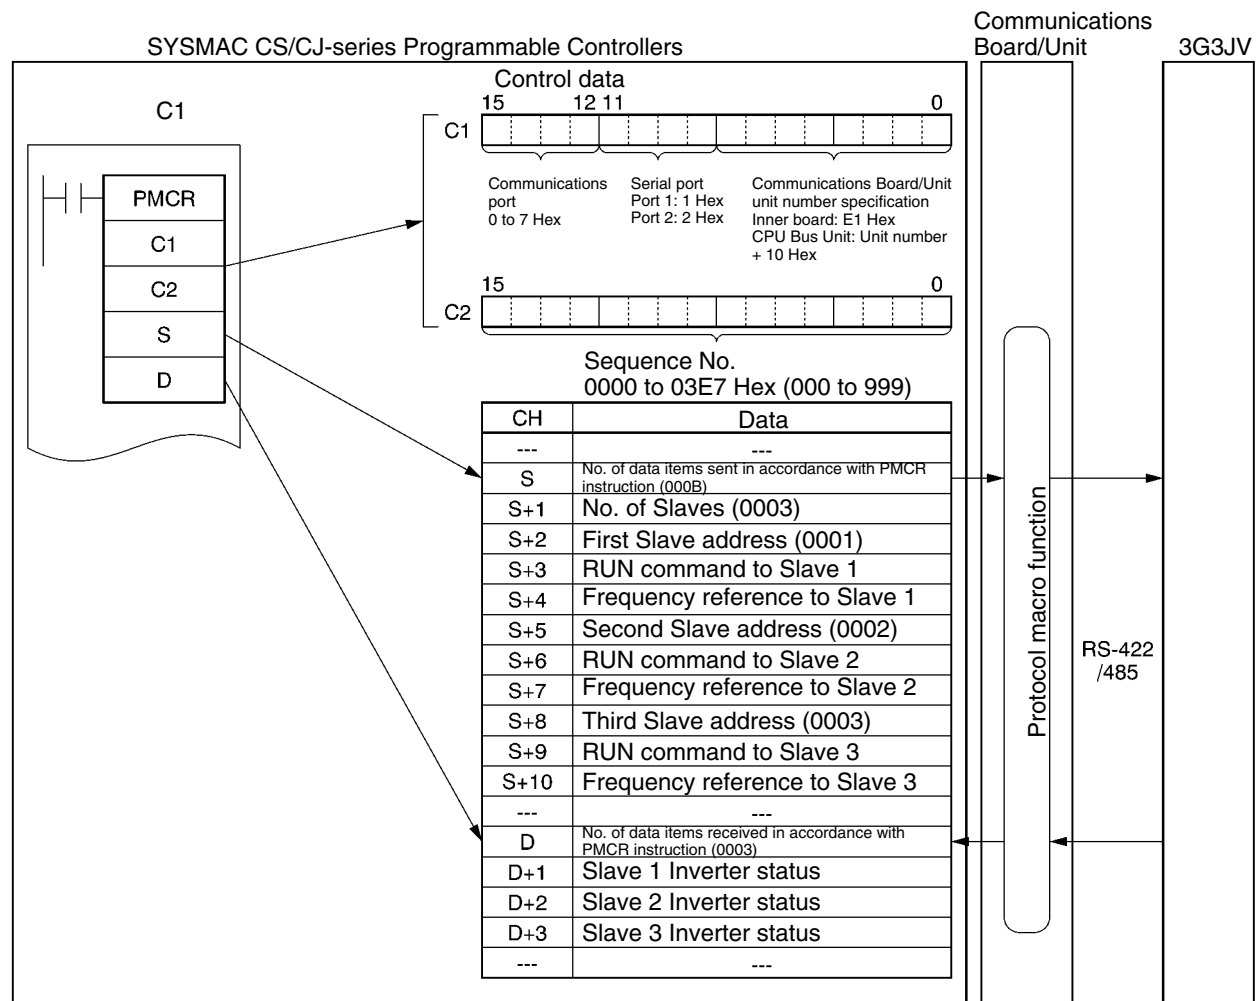 SYSMAC CS/CJ-series Programmable Controllers
Communications
Board/Unit
3G3JV
C1
PMCR
C1
C2
S
D
Control data
15 12 11 0
C1
Communications
port
0 to 7 Hex
Serial port
Port 1: 1 Hex
Port 2: 2 Hex
Communications Board/Unit
unit number specification
Inner board: E1 Hex
CPU Bus Unit: Unit number
+ 10 Hex
15 0
C2
Sequence No.
0000 to 03E7 Hex (000 to 999)
CH Data
--- ---
S No. of data items sent in accordance with PMCR
instruction (000B)
S+1 No. of Slaves (0003)
S+2 First Slave address (0001)
S+3 RUN command to Slave 1
S+4 Frequency reference to Slave 1
S+5 Second Slave address (0002)
S+6 RUN command to Slave 2
S+7 Frequency reference to Slave 2
S+8 Third Slave address (0003)
S+9 RUN command to Slave 3
S+10 Frequency reference to Slave 3
--- ---
D No. of data items received in accordance with
PMCR instruction (0003)
D+1 Slave 1 Inverter status
D+2 Slave 2 Inverter status
D+3 Slave 3 Inverter status
--- ---
Protocol macro function
RS-422
/485